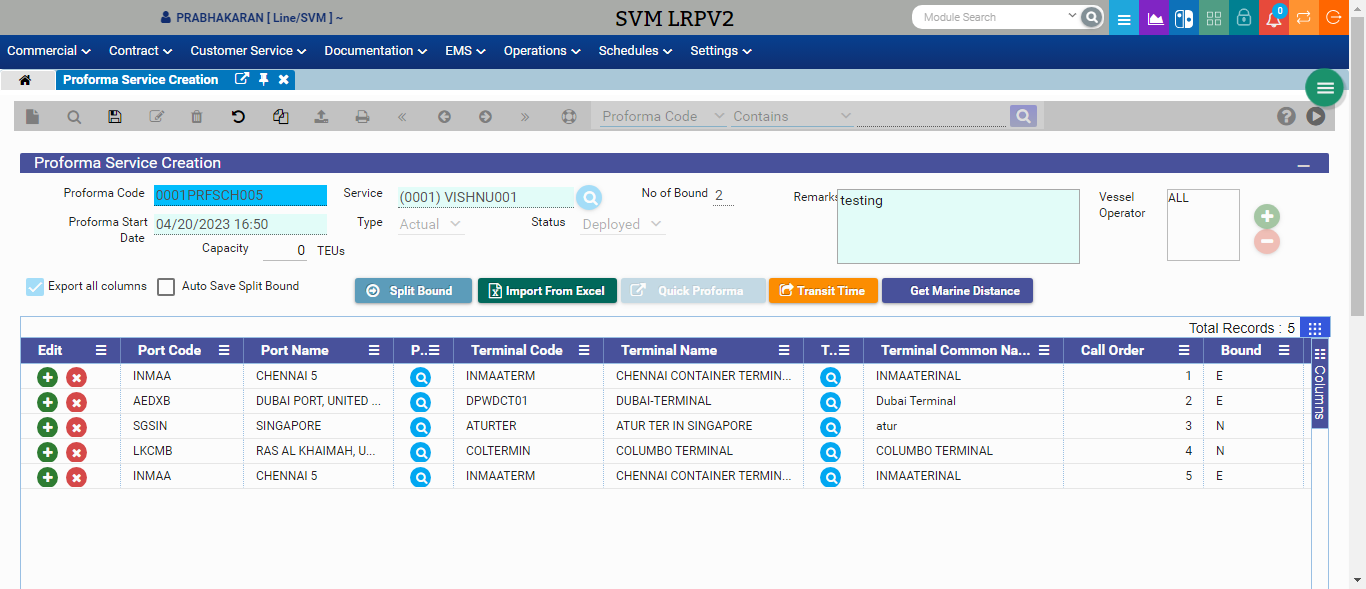 PRABHAKARAN [ Line/SVM ] ~
SVM LRPV2
Module Search
0
Commercial
Contract
Customer Service
Documentation
EMS
Operations
Schedules
Settings
Proforma Service Creation
Proforma Code
Contains
Proforma Service Creation
Proforma Code
0001PRFSCH005
Service
(0001) VISHNU001
No of Bound
2
Remarks
testing
Vessel Operator
ALL
Proforma Start Date
04/20/2023 16:50
Type
Actual
Status
Deployed
Capacity
0
TEUs
Export all columns
Auto Save Split Bound
Split Bound
Import From Excel
Quick Proforma
Transit Time
Get Marine Distance
Total Records : 5
Edit Port Code Port Name P... Terminal Code Terminal Name T... Terminal Common Na... Call Order Bound
INMAA CHENNAI 5 INMAATERM CHENNAI CONTAINER TERMIN... INMAATERINAL 1 E
AEDXB DUBAI PORT, UNITED ... DPWDCT01 DUBAI-TERMINAL Dubai Terminal 2 E
SGSIN SINGAPORE ATURTER ATUR TER IN SINGAPORE atur 3 N
LKCMB RAS AL KHAIMAH, U... COLTERMIN COLUMBO TERMINAL COLUMBO TERMINAL 4 N
INMAA CHENNAI 5 INMAATERM CHENNAI CONTAINER TERMIN... INMAATERINAL 5 E
Columns